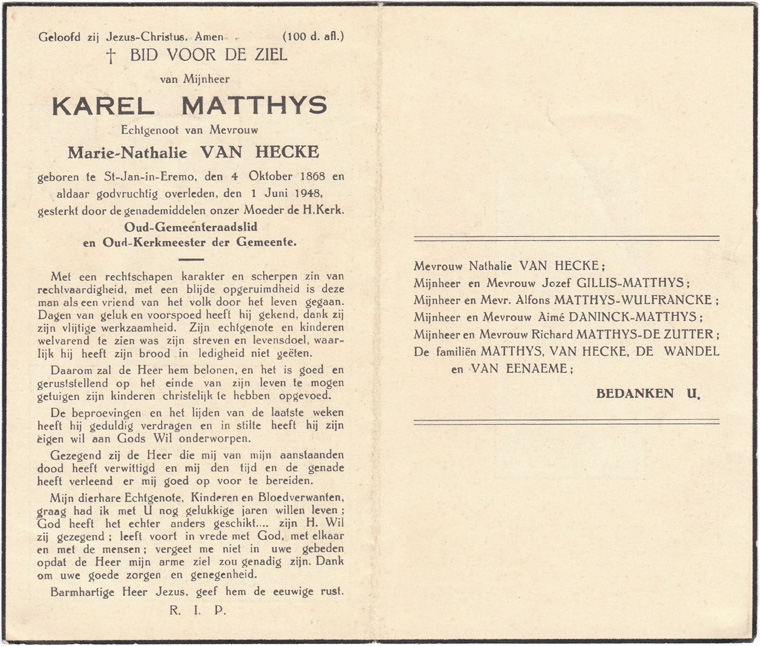 Geloofd zij Jezus-Christus. Amen (100 d. afl.)
† BID VOOR DE ZIEL
van Mijnheer
KAREL MATTHYS
Echtgenoot van Mevrouw
Marie-Nathalie VAN HECKE
geboren te St-Jan-in-Eremo, den 4 Oktober 1868 en
aldaar godvruchtig overleden, den 1 Juni 1948,
gesterkt door de genademiddelen onzer Moeder de H. Kerk.
Oud-Gemeenteraadslid
en Oud-Kerkmeester der Gemeente.
Met een rechtschapen karakter en scherpen zin van
rechtvaardigheid, met een blijde opgeruimdheid is deze
man als een vriend van het volk door het leven gegaan.
Dagen van geluk en voorspoed heeft hij gekend, dank zij
zijn vlijtige werkzaamheid. Zijn echtgenote en kinderen
welvarend te zien was zijn streven en levensdoel, waar-
lijk hij heeft zijn brood in ledigheid niet geëten.
Daarom zal de Heer hem belonen, en het is goed en
geruststellend op het einde van zijn leven te mogen
getuigen zijn kinderen christelijk te hebben opgevoed.
De beproevingen en het lijden van de laatste weken
heeft hij geduldig verdragen en in stilte heeft hij zijn
eigen wil aan Gods Wil onderworpen.
Gezegend zij de Heer die mij van mijn aanstaanden
dood heeft verwittigd en mij den tijd en de genade
heeft verleend er mij goed op voor te bereiden.
Mijn dierhare Echtgenote, Kinderen en Bloedverwanten,
graag had ik met U nog gelukkige jaren willen leven;
God heeft het echter anders geschikt.... zijn H. Wil
zij gezegend; leeft voort in vrede met God, met elkaar
en met de mensen; vergeet me niet in uwe gebeden
opdat de Heer mijn arme ziel zou genadig zijn. Dank
om uwe goede zorgen en genegenheid.
Barmhartige Heer Jezus, geef hem de eeuwige rust.
R. I. P.
Mevrouw Nathalie VAN HECKE;
Mijnheer en Mevrouw Jozef GILLIS-MATTHYS;
Mijnheer en Mevr. Alfons MATTHYS-WULFRANCKE;
Mijnheer en Mevrouw Aimé DANINCK-MATTHYS;
Mijnheer en Mevrouw Richard MATTHYS-DE ZUTTER;
De familiën MATTHYS, VAN HECKE, DE WANDEL
en VAN EENAEME;
BEDANKEN U.